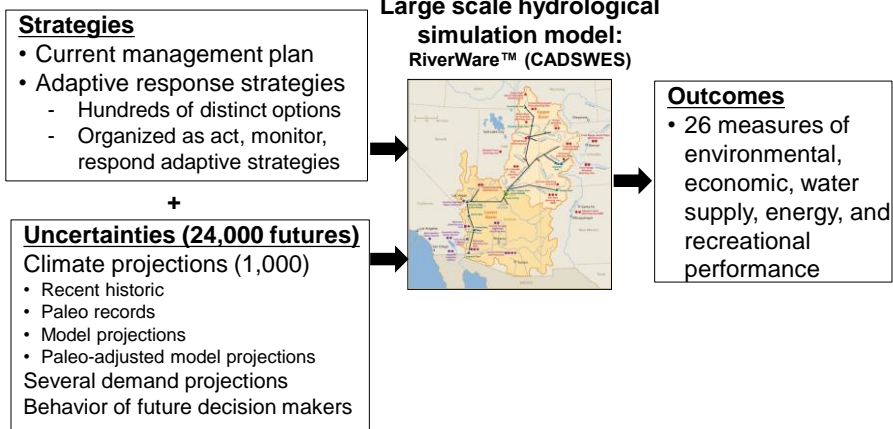 Strategies
• Current management plan
• Adaptive response strategies
- Hundreds of distinct options
- Organized as act, monitor,
respond adaptive strategies
+
Uncertainties (24,000 futures)
Climate projections (1,000)
• Recent historic
• Paleo records
• Model projections
• Paleo-adjusted model projections
Several demand projections
Behavior of future decision makers
Large scale hydrological
simulation model:
RiverWare™ (CADSWES)
Outcomes
• 26 measures of
environmental,
economic, water
supply, energy, and
recreational
performance